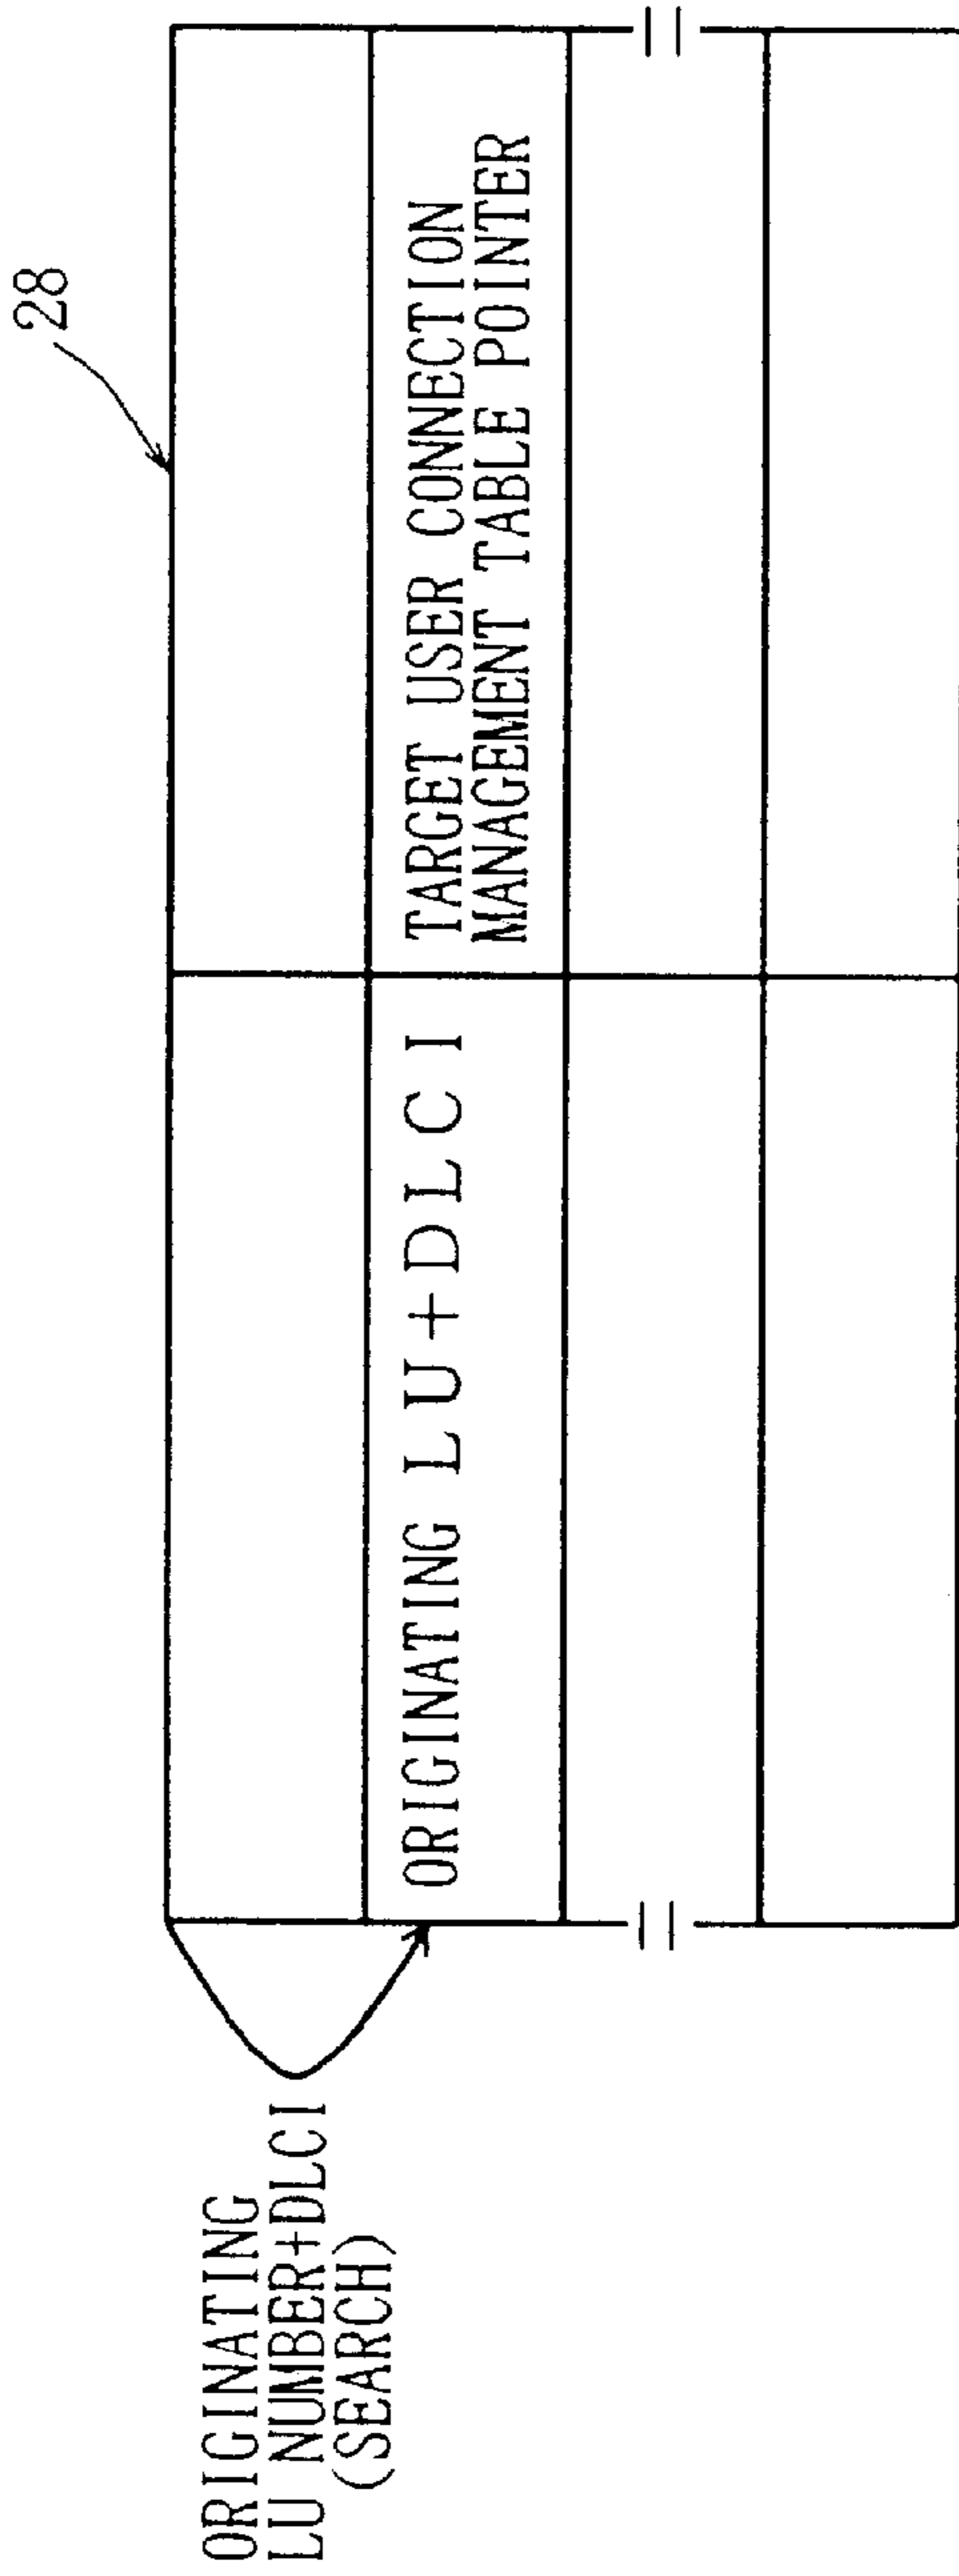 28
ORIGINATING
LU NUMBER+DLCI
(SEARCH)
ORIGINATING LU+DLCI
TARGET USER CONNECTION
MANAGEMENT TABLE POINTER